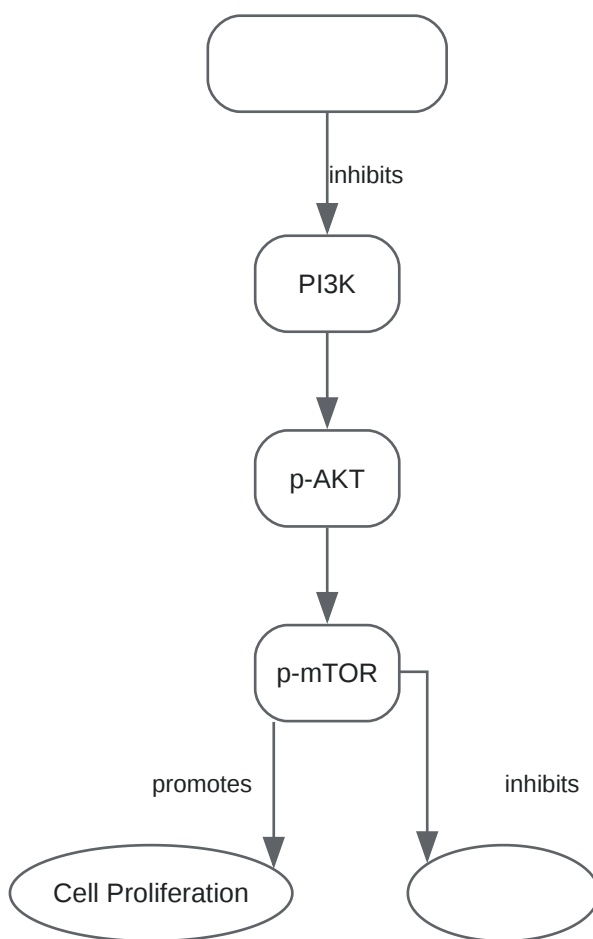 inhibits
PI3K
p-AKT
p-mTOR
promotes
inhibits
Cell Proliferation